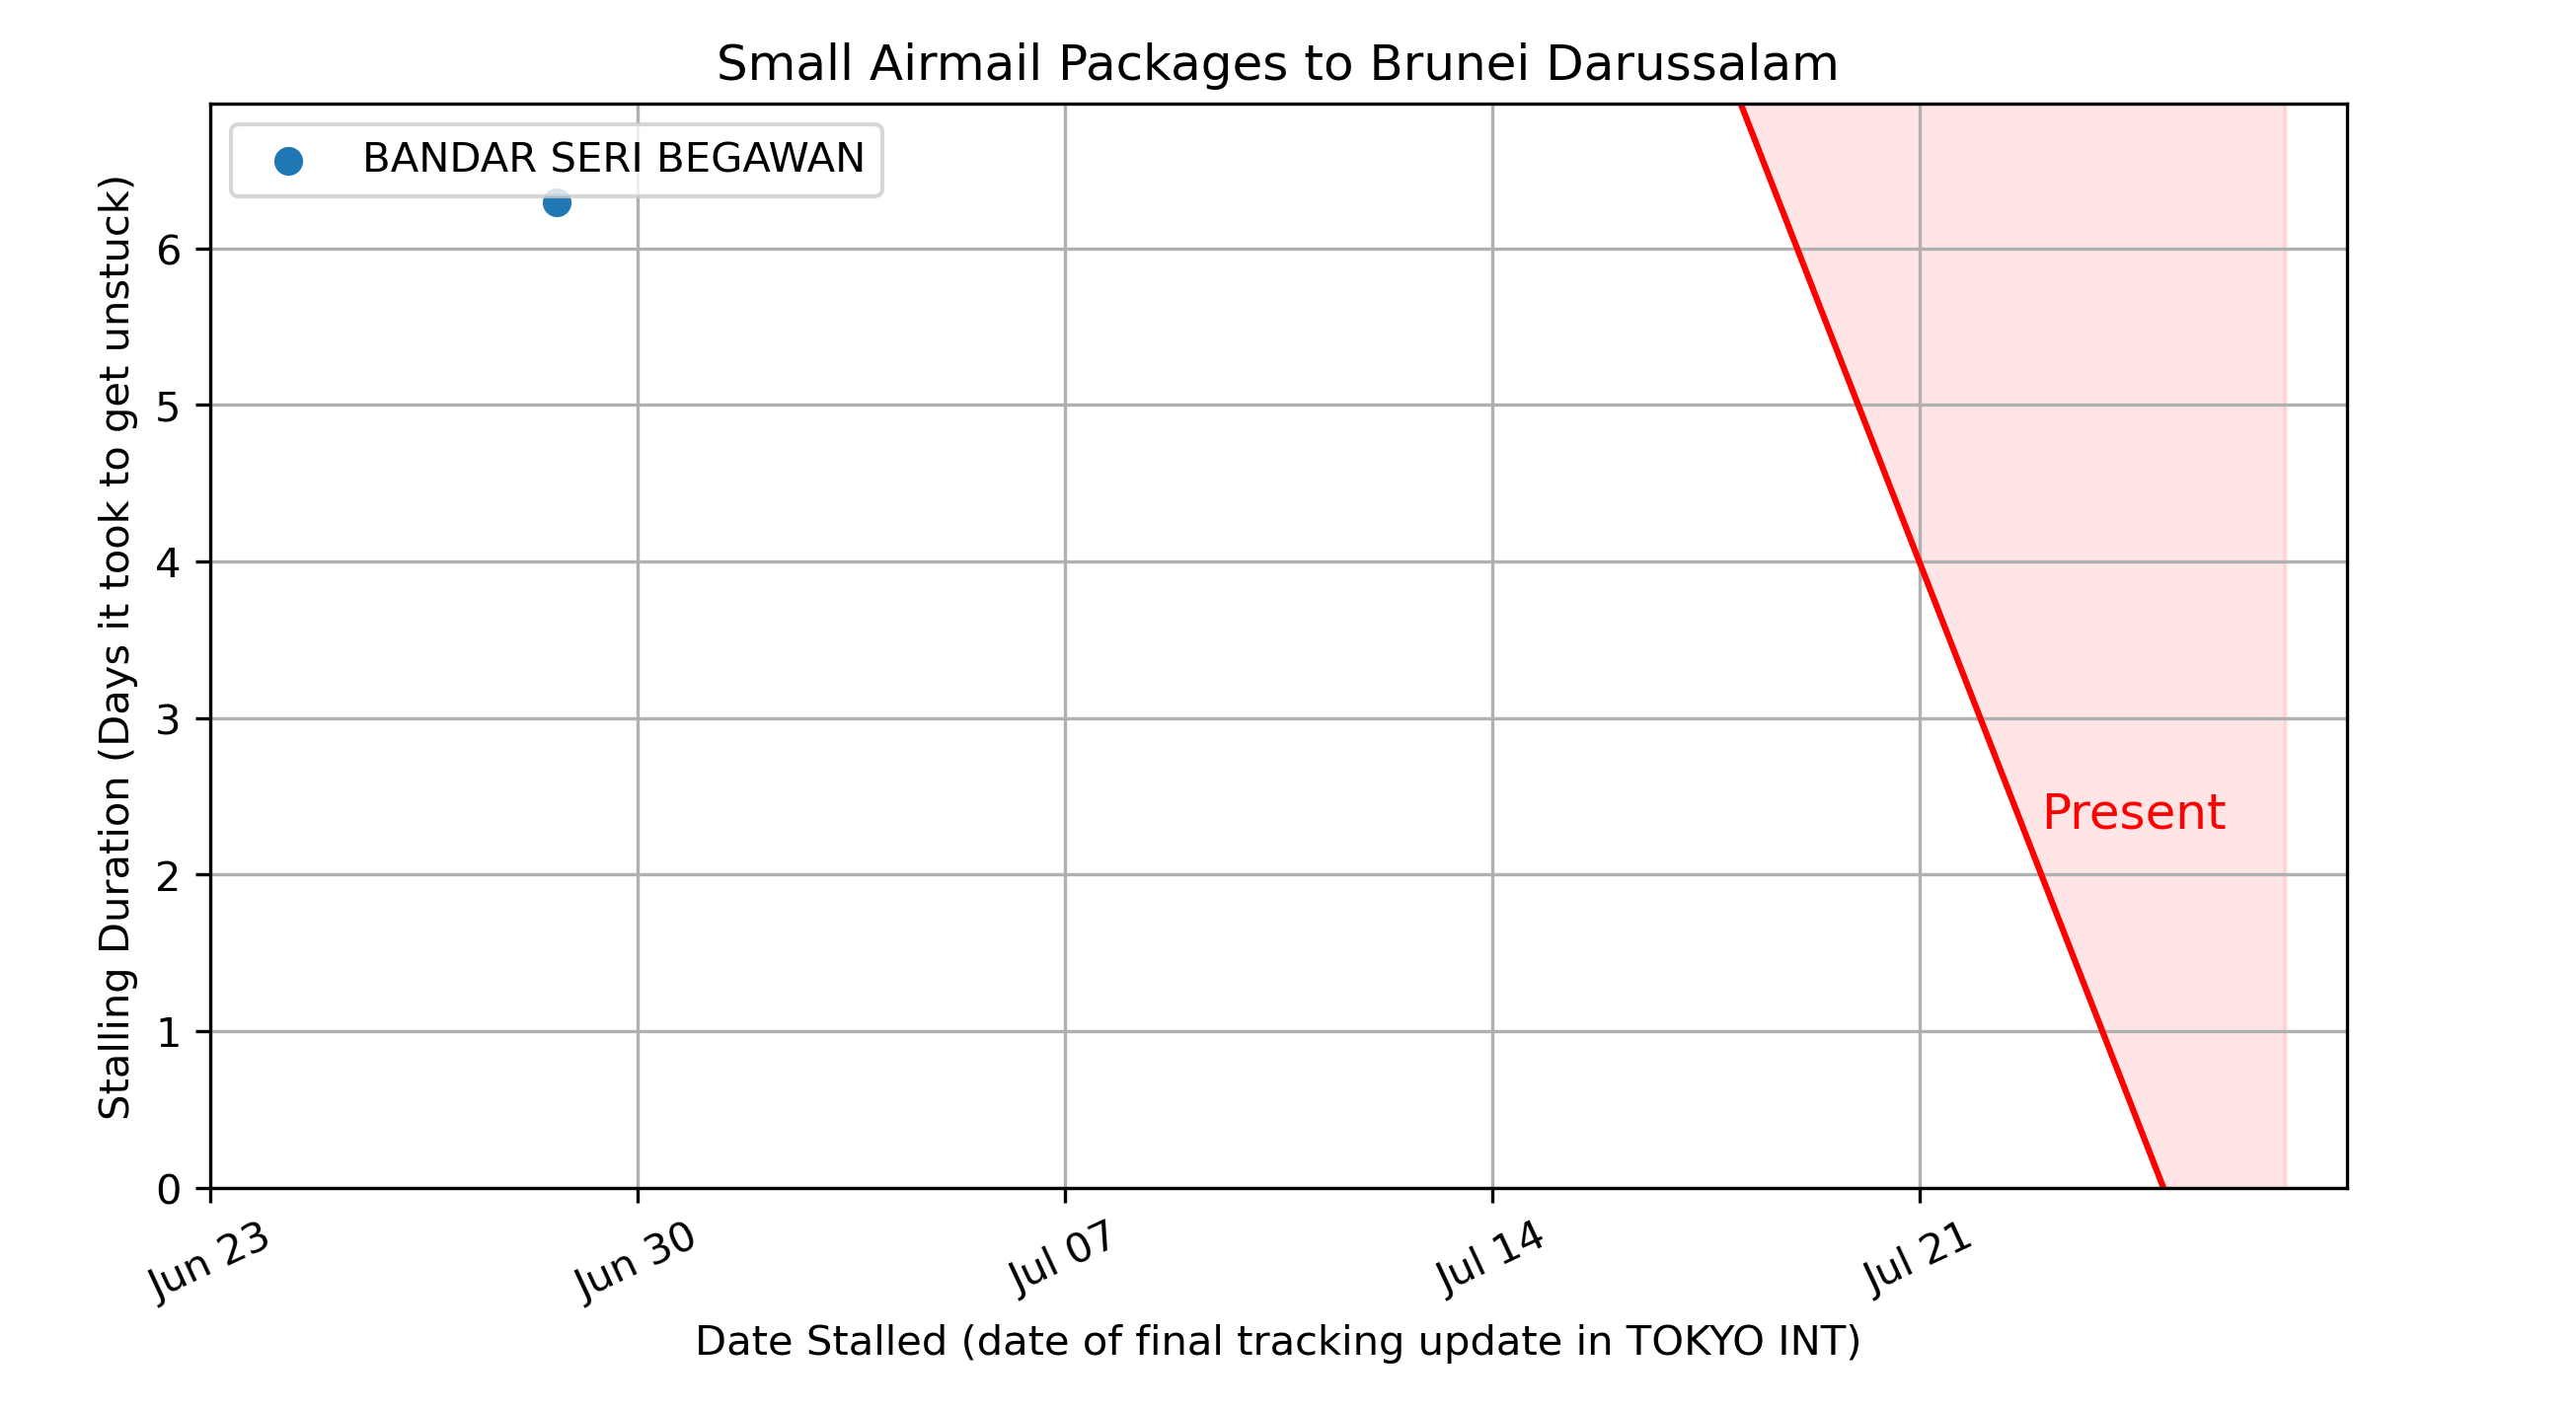 Small Airmail Packages to Brunei Darussalam
BANDAR SERI BEGAWAN
Stalling Duration (Days it took to get unstuck)
6
5
4
3
2
1
0
Present
Jun 23
Jun 30
Jul 07
Jul 14
Jul 21
Date Stalled (date of final tracking update in TOKYO INT)